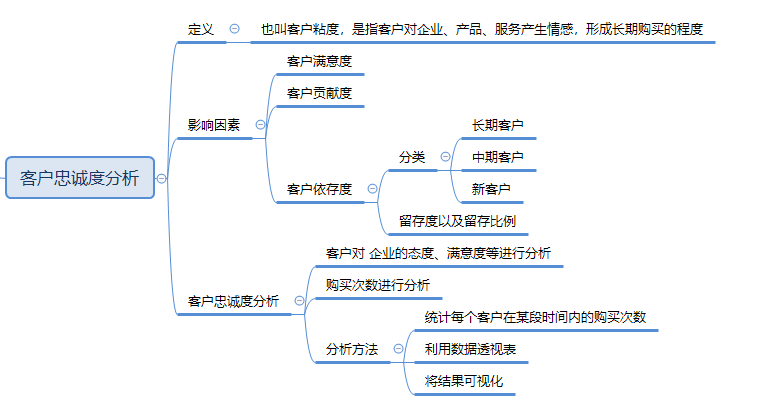 定义
也叫客户粘度，是指客户对企业、产品、服务产生情感，形成长期购买的程度
客户满意度
客户贡献度
影响因素
长期客户
分类
中期客户
客户忠诚度分析
客户依存度
新客户
留存度以及留存比例
客户对 企业的态度、满意度等进行分析
购买次数进行分析
客户忠诚度分析
统计每个客户在某段时间内的购买次数
分析方法
利用数据透视表
将结果可视化